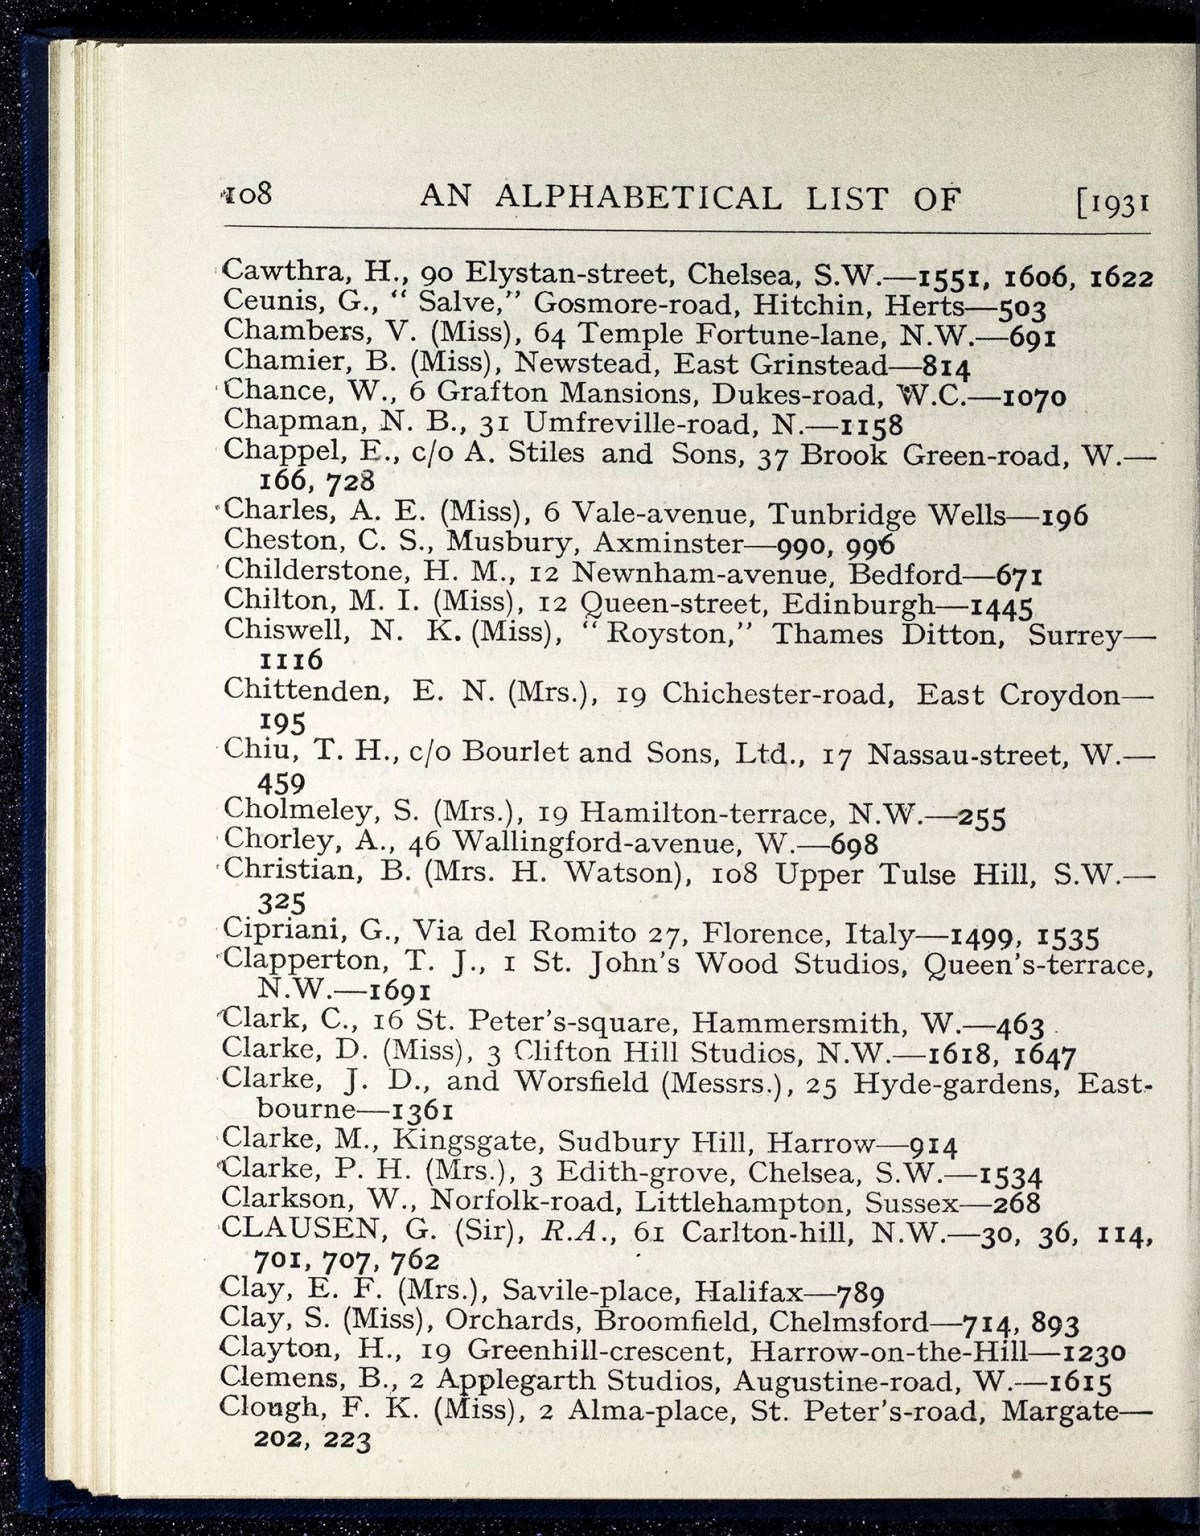 108 AN ALPHABETICAL LIST OF [1931
Cawthra, H., 90 Elystan-street, Chelsea, S.W.—1551, 1606, 1622
Ceunis, G., “ Salve,” Gosmore-road, Hitchin, Herts—503
Chambers, V. (Miss), 64 Temple Fortune-lane, N.W.—691
Chamier, B. (Miss), Newstead, East Grinstead—814
Chance, W., 6 Grafton Mansions, Dukes-road, W.C.—1070
Chapman, N. B., 31 Umfreville-road, N.—1158
Chappel, E., c/o A. Stiles and Sons, 37 Brook Green-road, W.—
166, 728
Charles, A. E. (Miss), 6 Vale-avenue, Tunbridge Wells—196
Cheston, C. S., Musbury, Axminster—990, 996
Childerstone, H. M., 12 Newnham-avenue, Bedford—671
Chilton, M. I. (Miss), 12 Queen-street, Edinburgh—1445
Chiswell, N. K. (Miss), “ Royston,” Thames Ditton, Surrey—
1116
Chittenden, E. N. (Mrs.), 19 Chichester-road, East Croydon—
195
Chiu, T. H., c/o Bourlet and Sons, Ltd., 17 Nassau-street, W.—
459
Cholmeley, S. (Mrs.), 19 Hamilton-terrace, N.W.—255
Chorley, A., 46 Wallingford-avenue, W.—698
Christian, B. (Mrs. H. Watson), 108 Upper Tulse Hill, S.W.—
325
Cipriani, G., Via del Romito 27, Florence, Italy—1499, 1535
Clapperton, T. J., 1 St. John's Wood Studios, Queen's-terrace,
N.W.—1691
Clark, C., 16 St. Peter's-square, Hammersmith, W.—463
Clarke, D. (Miss), 3 Clifton Hill Studios, N.W.—1618, 1647
Clarke, J. D., and Worsfield (Messrs.), 25 Hyde-gardens, East-
bourne—1361
Clarke, M., Kingsgate, Sudbury Hill, Harrow—914
Clarke, P. H. (Mrs.), 3 Edith-grove, Chelsea, S.W.—1534
Clarkson, W., Norfolk-road, Littlehampton, Sussex—268
CLAUSEN, G. (Sir), R.A., 61 Carlton-hill, N.W.—30, 36, 114,
701, 707, 762
Clay, E. F. (Mrs.), Savile-place, Halifax—789
Clay, S. (Miss), Orchards, Broomfield, Chelmsford—714, 893
Clayton, H., 19 Greenhill-crescent, Harrow-on-the-Hill—1230
Clemens, B., 2 Applegarth Studios, Augustine-road, W.—1615
Clough, F. K. (Miss), 2 Alma-place, St. Peter's-road, Margate—
202, 223